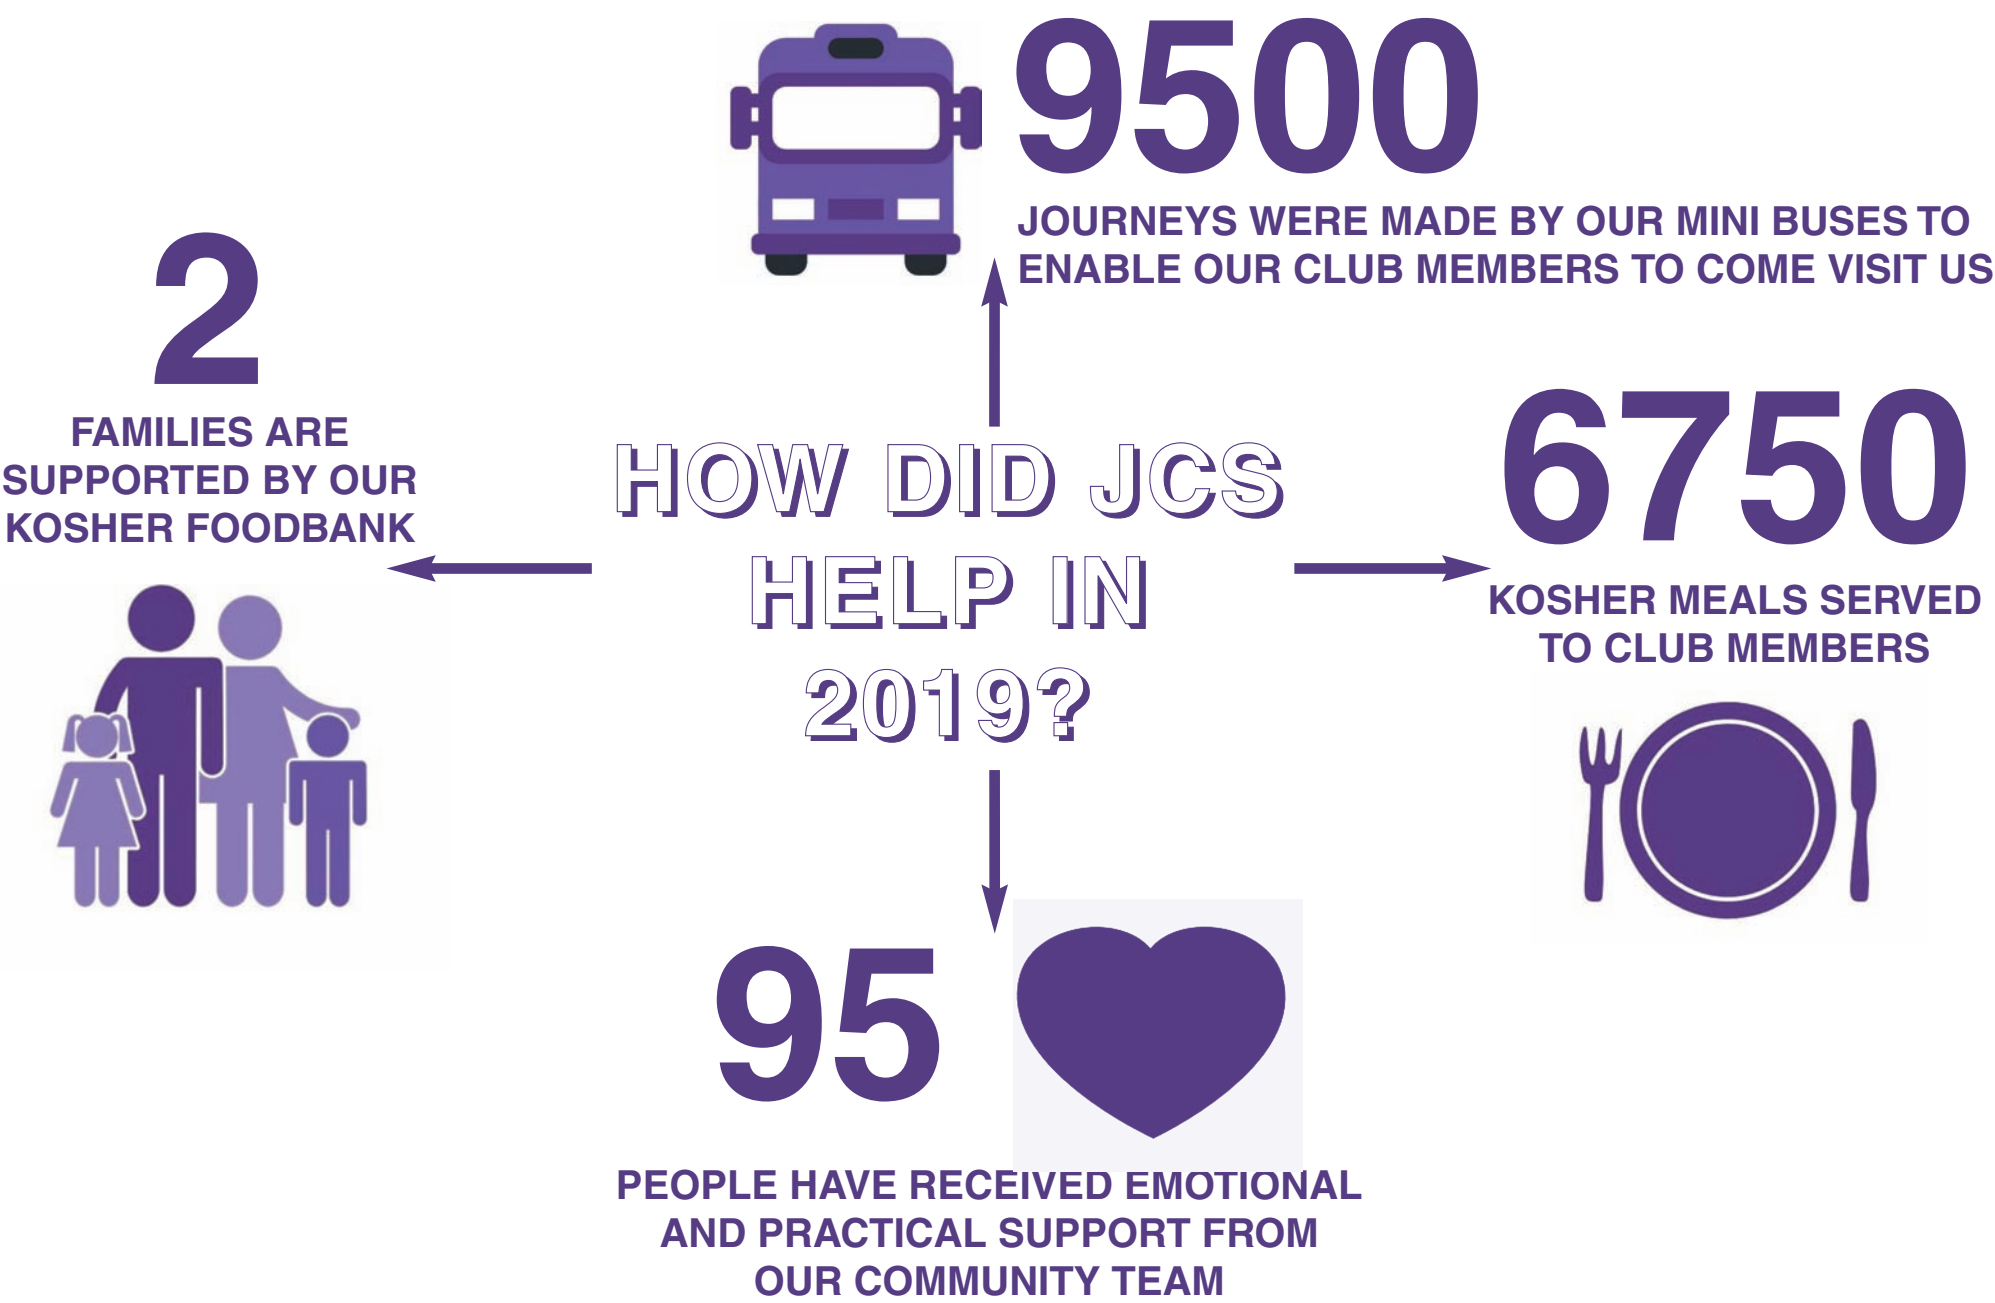 9500
JOURNEYS WERE MADE BY OUR MINI BUSES TO
ENABLE OUR CLUB MEMBERS TO COME VISIT US
2
FAMILIES ARE
SUPPORTED BY OUR
KOSHER FOODBANK
HOW DID JCS
HELP IN
2019?
6750
KOSHER MEALS SERVED
TO CLUB MEMBERS
95
PEOPLE HAVE RECEIVED EMOTIONAL
AND PRACTICAL SUPPORT FROM
OUR COMMUNITY TEAM